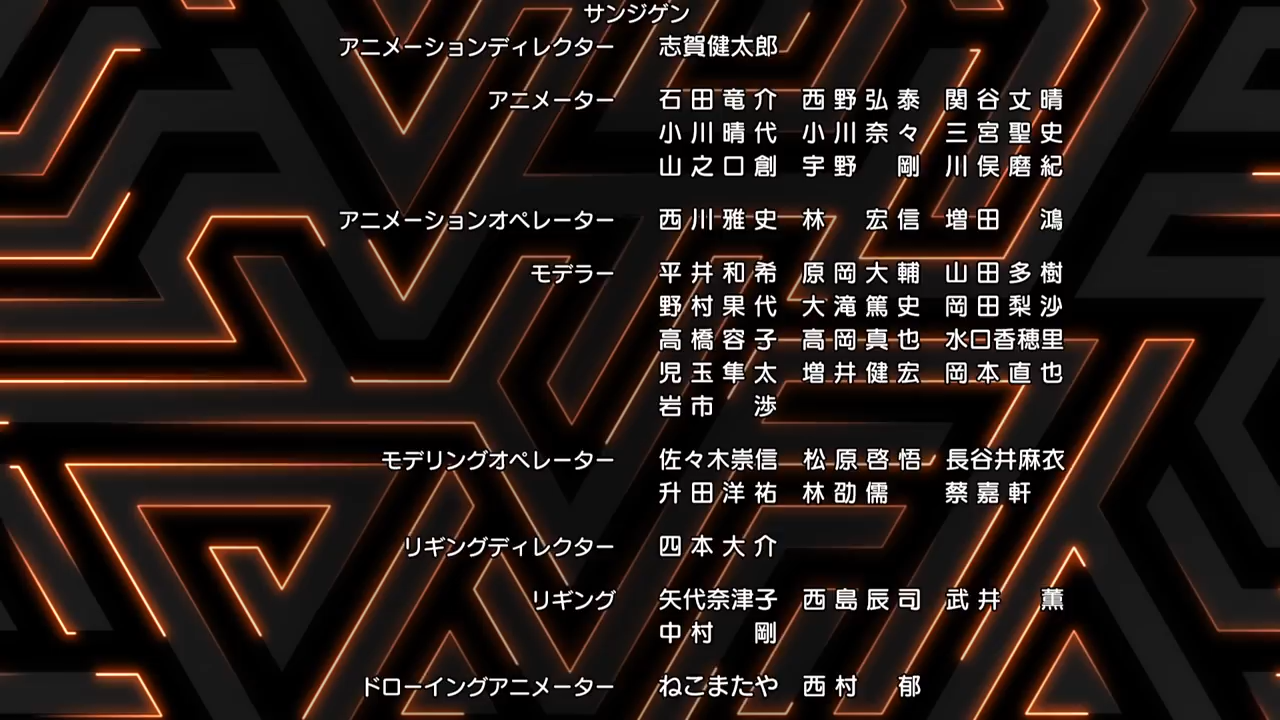 サンジゲン
アニメーションディレクター 志賀健太郎
アニメーター 石田竜介 西野弘泰 関谷丈晴
小川晴代 小川奈々 三宮聖史
山之口創 宇野 剛 川俣磨紀
アニメーションオペレーター 西川雅史 林 宏信 増田 鴻
モデラー 平井和希 原岡大輔 山田多樹
野村果代 大滝篤史 岡田梨沙
高橋容子 高岡真也 水口香穂里
児玉隼太 増井健宏 岡本直也
岩市 渉
モデリングオペレーター 佐々木崇信 松原啓悟 長谷井麻衣
升田洋祐 林劭儒 蔡嘉軒
リギングディレクター 四本大介
リギング 矢代奈津子 西島辰司 武井 薫
中村 剛
ドローイングアニメーター ねこまたや 西村 郁